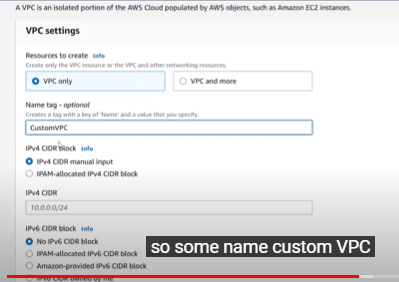 A VPC is an isolated portion of the AWS Cloud populated by AWS objects, such as Amazon EC2 instances.
VPC settings
Resources to create Info
Create only the VPC resource or the VPC and other networking resources.
VPC only
VPC and more
Name tag - optional
Creates a tag with a key of 'Name' and a value that you specify.
CustomVPC
IPv4 CIDR block Info
IPv4 CIDR manual input
IPAM-allocated IPv4 CIDR block
IPv4 CIDR
10.0.0.0/24
IPv6 CIDR block Info
No IPv6 CIDR block
IPAM-allocated IPv6 CIDR block
Amazon-provided IPv6 CIDR block
IPv6 CIDR owned by me
so some name custom VPC